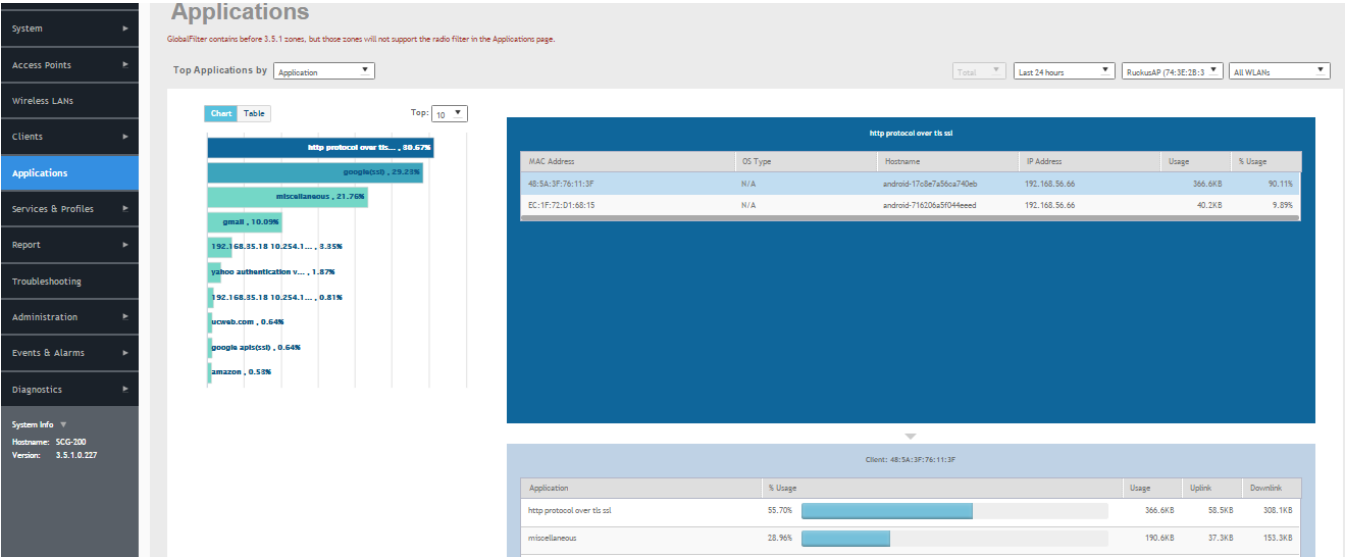 Applications
GlobalFilter contains before 3.5.1 zones, but those zones will not support the radio filter in the Applications page.
System
Access Points
Wireless LANs
Clients
Applications
Services & Profiles
Report
Troubleshooting
Administration
Events & Alarms
Diagnostics
System Info
Hostname: SCG-200
Version: 3.5.1.0.227
Top Applications by Application
Total Last 24 hours RuckusAP (74:3E:2B:3 All WLANs
Chart Table Top: 10
http protocol over tls... , 30.67%
google(ssl) , 29.23%
miscellaneous , 21.76%
gmail , 10.09%
192.168.35.18 10.254.1... , 3.35%
yahoo authentication v... , 1.87%
192.168.35.18 10.254.1... , 0.81%
ucweb.com , 0.64%
google apis(ssl) , 0.64%
amazon , 0.53%
http protocol over tls ssl
MAC Address OS Type Hostname IP Address Usage % Usage
48:5A:3F:76:11:3F N/A android-17c8e7a56ca740eb 192.168.56.66 366.6KB 90.11%
EC:1F:72:D1:68:15 N/A android-716206a5f044eeed 192.168.56.66 40.2KB 9.89%
Client: 48:5A:3F:76:11:3F
Application % Usage Usage Uplink Downlink
http protocol over tls ssl 55.70% 366.6KB 58.5KB 308.1KB
miscellaneous 28.96% 190.6KB 37.3KB 153.3KB